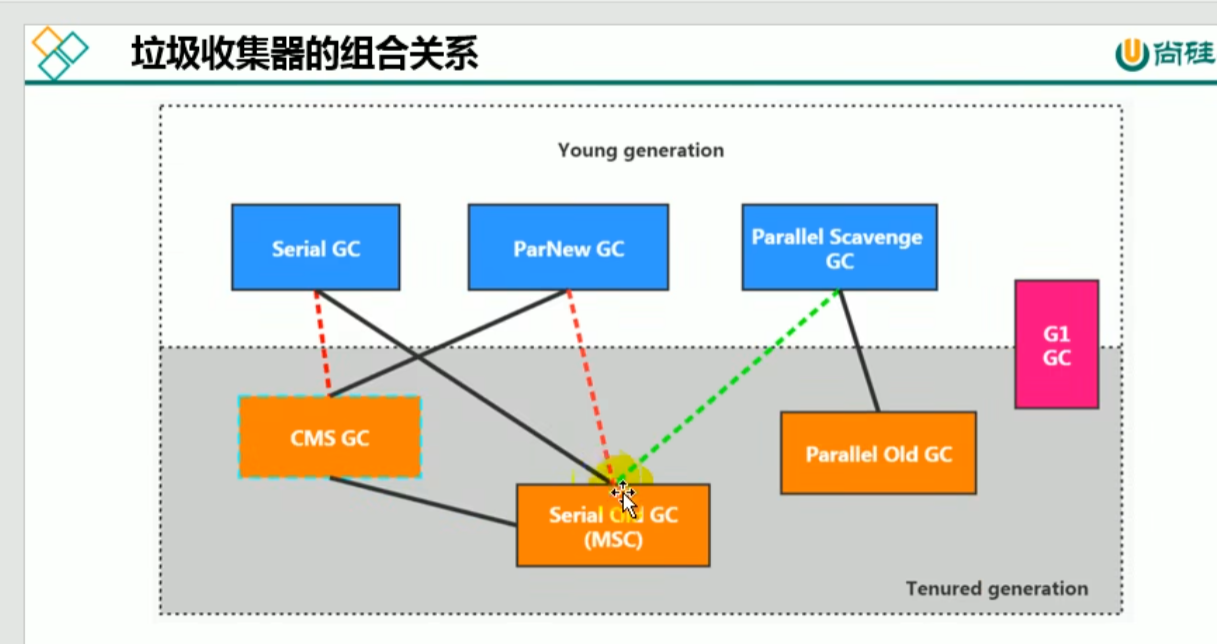 垃圾收集器的组合关系
尚硅
Young generation
Serial GC
ParNew GC
Parallel Scavenge
GC
G1
GC
CMS GC
Parallel Old GC
Serial Old GC
(MSC)
Tenured generation